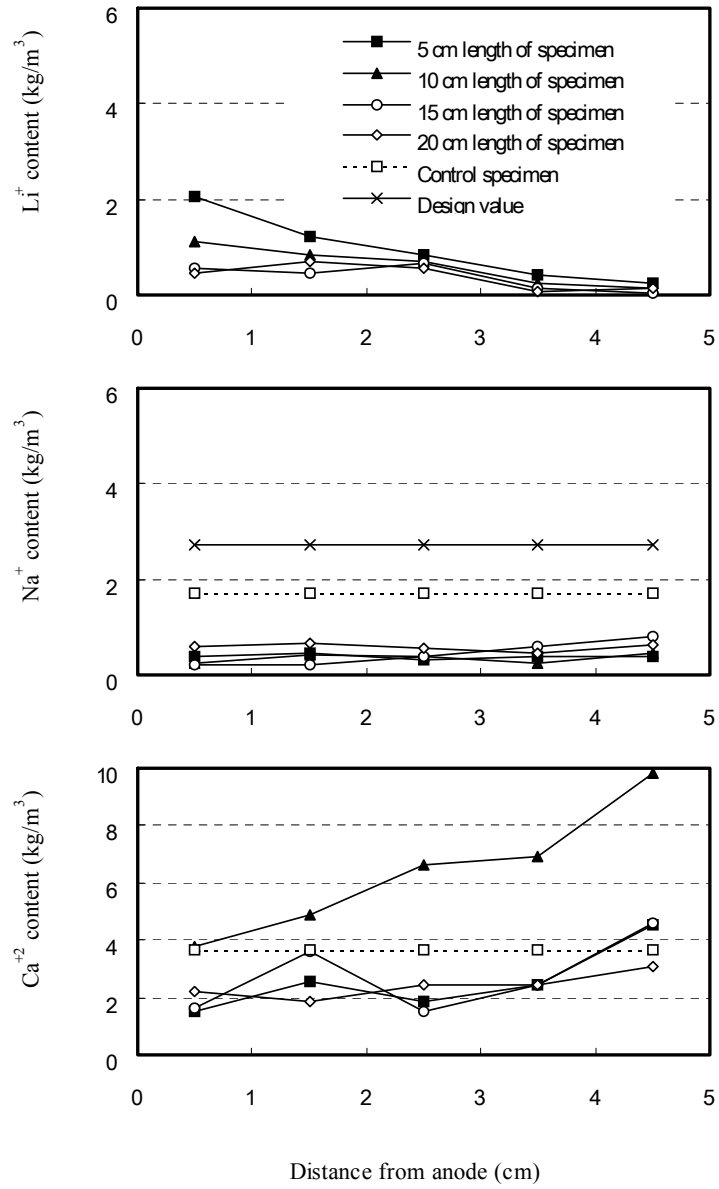 6
4
2
0
Li+ content (kg/m3)
5 cm length of specimen
10 cm length of specimen
15 cm length of specimen
20 cm length of specimen
Control specimen
Design value
0 1 2 3 4 5
6
4
2
0
Na+ content (kg/m3)
0 1 2 3 4 5
10
8
6
4
2
0
Ca+2 content (kg/m3)
0 1 2 3 4 5
Distance from anode (cm)